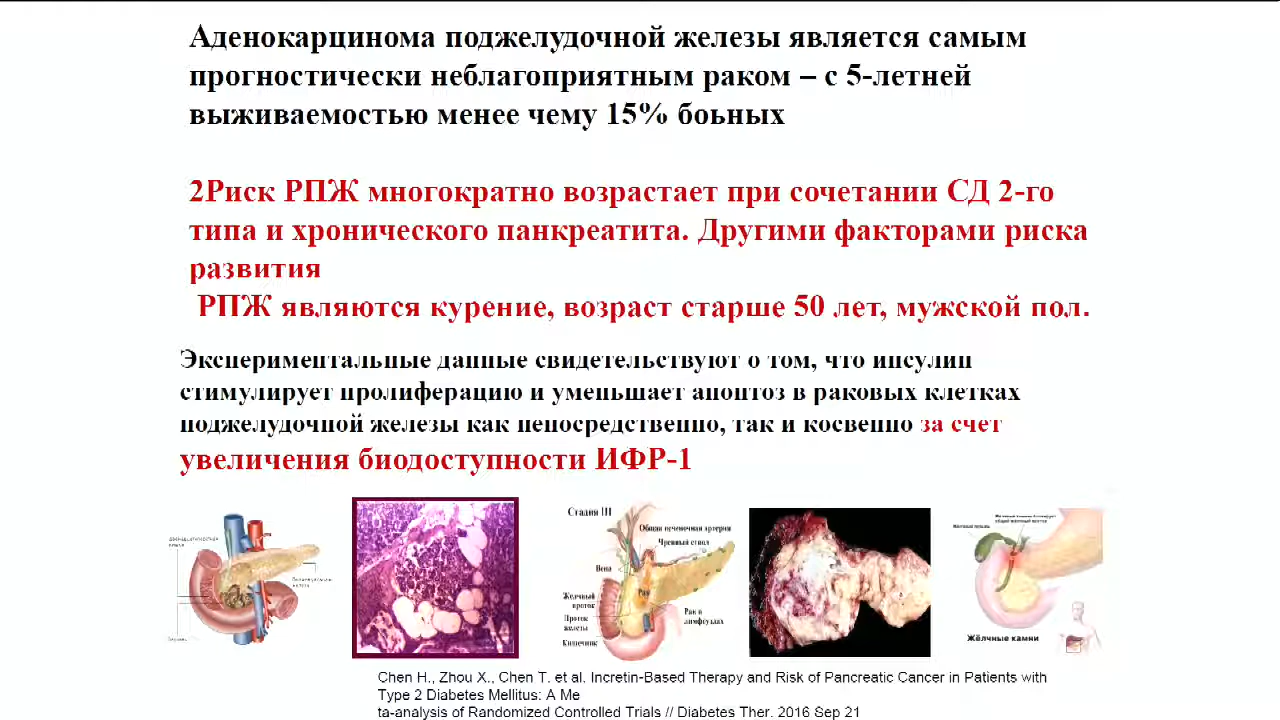 Аденокарцинома поджелудочной железы является самым
прогностически неблагоприятным раком – с 5-летней
выживаемостью менее чему 15% боьных
2Риск РПЖ многократно возрастает при сочетании СД 2-го
типа и хронического панкреатита. Другими факторами риска
развития
РПЖ являются курение, возраст старше 50 лет, мужской пол.
Экспериментальные данные свидетельствуют о том, что инсулин
стимулирует пролиферацию и уменьшает апоптоз в раковых клетках
поджелудочной железы как непосредственно, так и косвенно за счет
увеличения биодоступности ИФР-1
Стадия III
Общая печеночная артерия
Чревный ствол
Вена
Рак
Желчный
проток
Проток
железы
Кишечник
Рак в
лимфоузлах
Жёлчные камни
Chen H., Zhou X., Chen T. et al. Incretin-Based Therapy and Risk of Pancreatic Cancer in Patients with
Type 2 Diabetes Mellitus: A Me
ta-analysis of Randomized Controlled Trials // Diabetes Ther. 2016 Sep 21